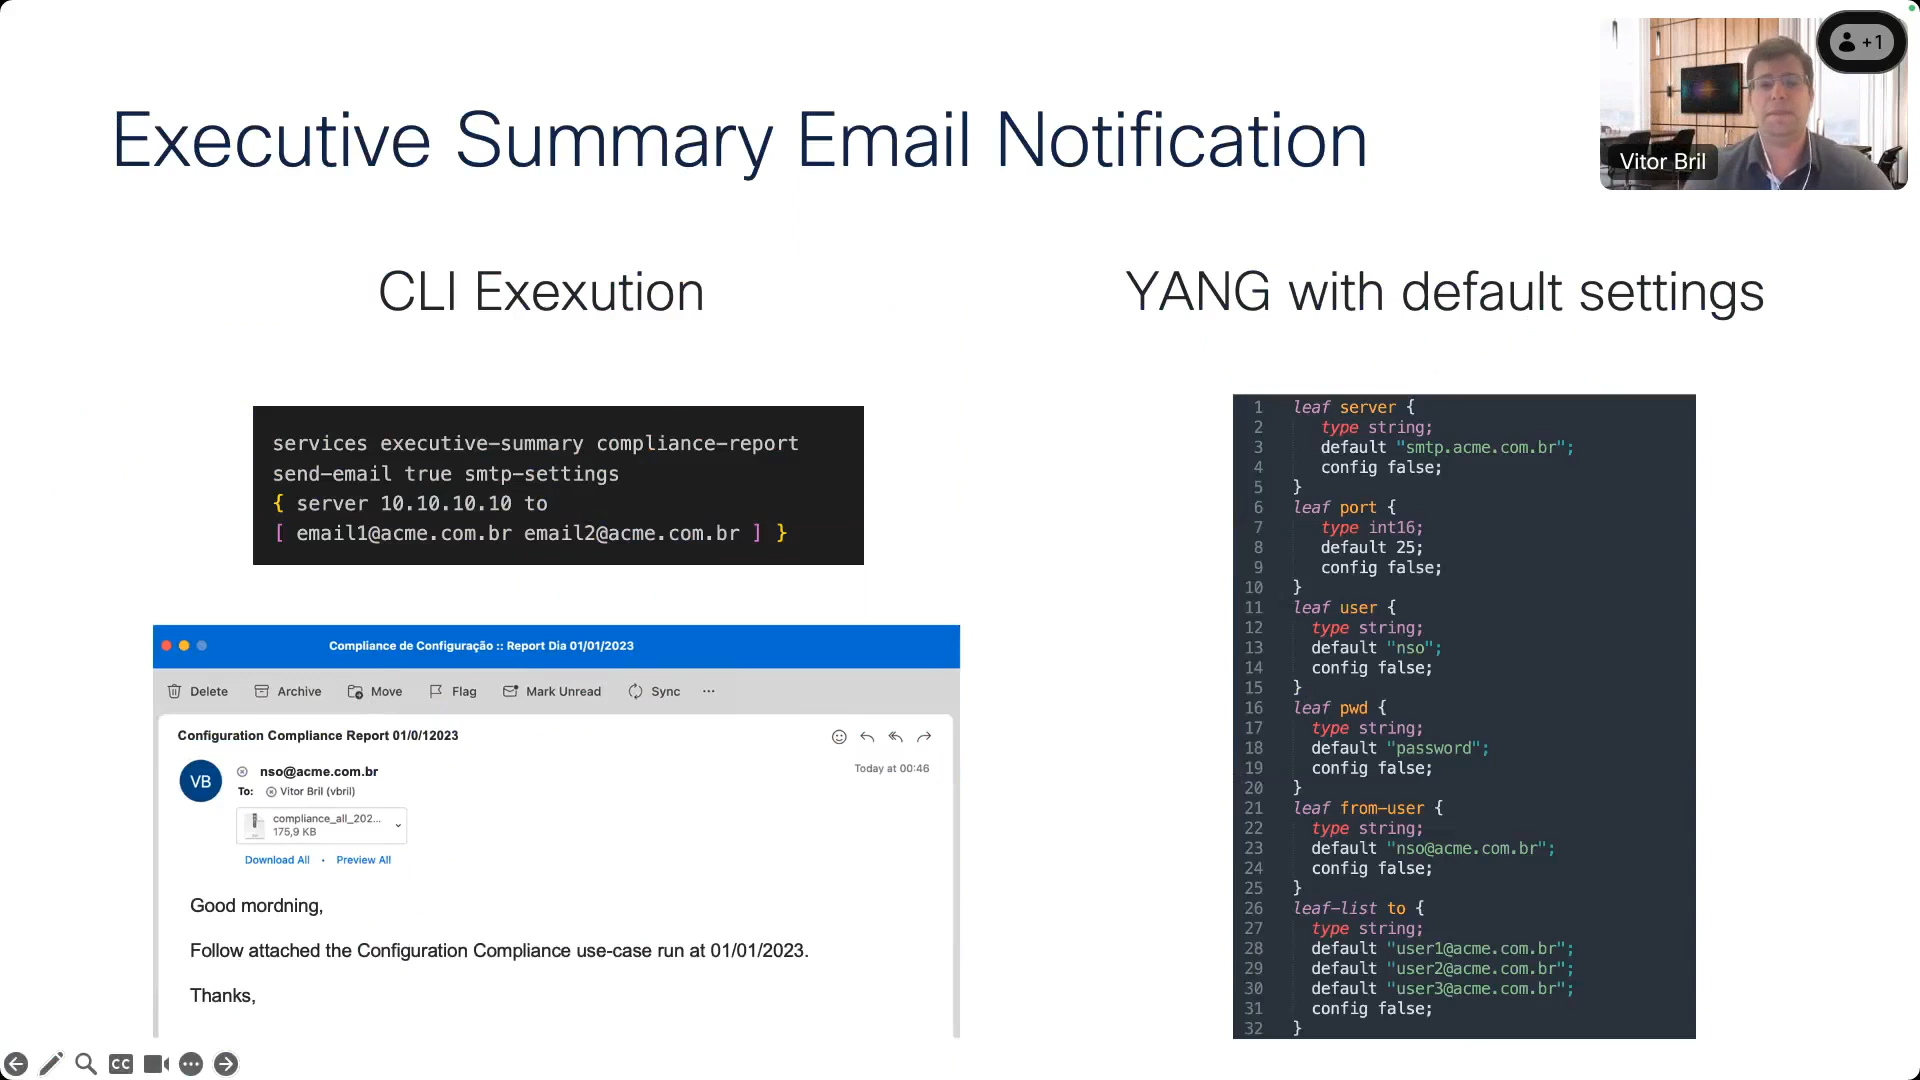 +1
Vitor Bril
Executive Summary Email Notification
CLI Exexution
services executive-summary compliance-report
send-email true smtp-settings
{ server 10.10.10.10 to
[ email1@acme.com.br email2@acme.com.br ] }
Compliance de Configuração :: Report Dia 01/01/2023
Delete Archive Move Flag Mark Unread Sync ...
Configuration Compliance Report 01/0/12023
VB
nso@acme.com.br
Today at 00:46
To: Vitor Bril (vbril)
compliance_all_202...
175,9 KB
Download All • Preview All
Good mordning,
Follow attached the Configuration Compliance use-case run at 01/01/2023.
Thanks,
YANG with default settings
1 leaf server {
2 type string;
3 default "smtp.acme.com.br";
4 config false;
5 }
6 leaf port {
7 type int16;
8 default 25;
9 config false;
10 }
11 leaf user {
12 type string;
13 default "nso";
14 config false;
15 }
16 leaf pwd {
17 type string;
18 default "password";
19 config false;
20 }
21 leaf from-user {
22 type string;
23 default "nso@acme.com.br";
24 config false;
25 }
26 leaf-list to {
27 type string;
28 default "user1@acme.com.br";
29 default "user2@acme.com.br";
30 default "user3@acme.com.br";
31 config false;
32 }
CC